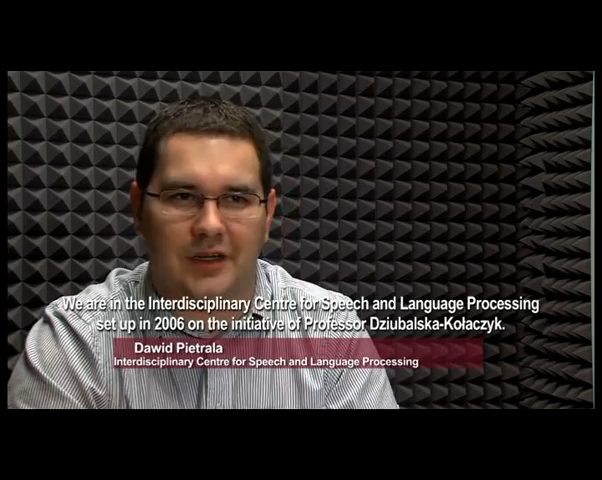 We are in the Interdisciplinary Centre for Speech and Language Processing
set up in 2006 on the initiative of Professor Dziubalska-Kołaczyk.
Dawid Pietrala
Interdisciplinary Centre for Speech and Language Processing